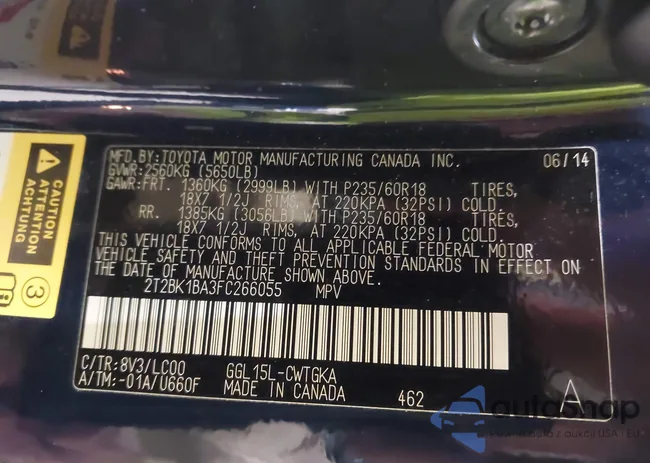 MFD.BY:TOYOTA MOTOR MANUFACTURING CANADA INC. 06/14
GVWR:2560KG (5650LB)
GAWR:FRT. 1360KG (2999LB) WITH P235/60R18 TIRES,
18X7 1/2J RIMS, AT 220KPA (32PSI) COLD.
RR. 1385KG (3056LB) WITH P235/60R18 TIRES,
18X7 1/2J RIMS, AT 220KPA (32PSI) COLD.
THIS VEHICLE CONFORMS TO ALL APPLICABLE FEDERAL MOTOR
VEHICLE SAFETY AND THEFT PREVENTION STANDARDS IN EFFECT ON
THE DATE OF MANUFACTURE SHOWN ABOVE.
2T2BK1BA3FC266055 MPV
C/TR:8V3/LC00 GGL15L-CWTGKA
A/TM:-01A/U660F MADE IN CANADA 462
CAUTION
ATTENTION
ACHTUNG
3
autoShop
auta z aukcji USA